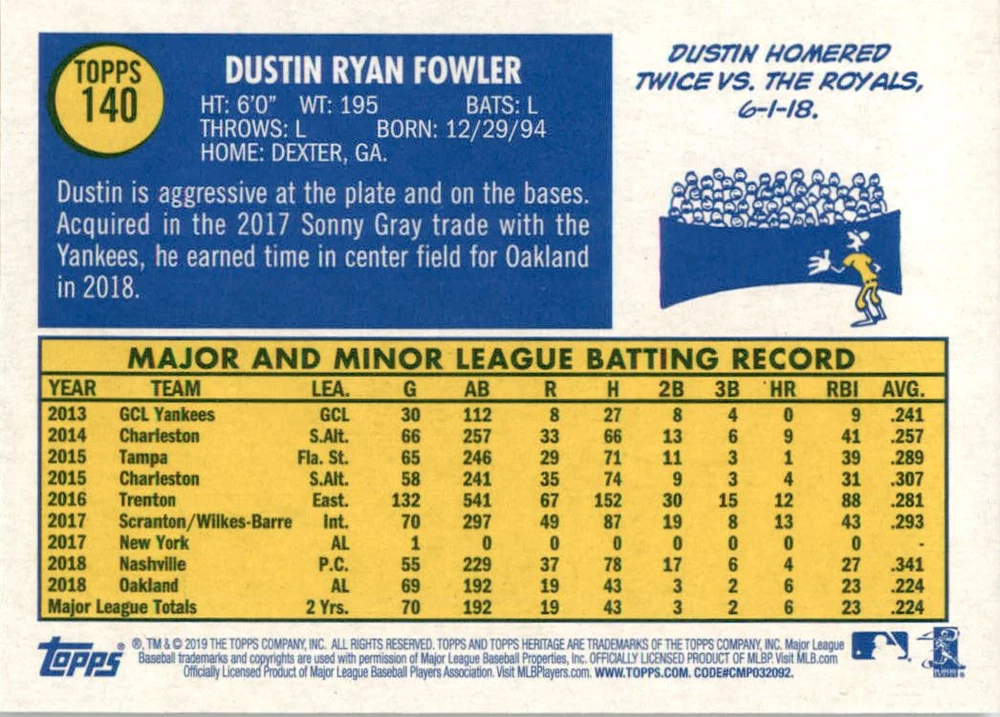 TOPPS
140
DUSTIN RYAN FOWLER
HT: 6'0" WT: 195 BATS: L
THROWS: L BORN: 12/29/94
HOME: DEXTER, GA.
Dustin is aggressive at the plate and on the bases.
Acquired in the 2017 Sonny Gray trade with the
Yankees, he earned time in center field for Oakland
in 2018.
DUSTIN HOMERED
TWICE VS. THE ROYALS,
6-1-18.
MAJOR AND MINOR LEAGUE BATTING RECORD
YEAR TEAM LEA. G AB R H 2B 3B HR RBI AVG.
2013 GCL Yankees GCL 30 112 8 27 8 4 0 9 .241
2014 Charleston S.Alt. 66 257 33 66 13 6 9 41 .257
2015 Tampa Fla. St. 65 246 29 71 11 3 1 39 .289
2015 Charleston S.Alt. 58 241 35 74 9 3 4 31 .307
2016 Trenton East. 132 541 67 152 30 15 12 88 .281
2017 Scranton/Wilkes-Barre Int. 70 297 49 87 19 8 13 43 .293
2017 New York AL 1 0 0 0 0 0 0 0 -
2018 Nashville P.C. 55 229 37 78 17 6 4 27 .341
2018 Oakland AL 69 192 19 43 3 2 6 23 .224
Major League Totals 2 Yrs. 70 192 19 43 3 2 6 23 .224
Topps ®, TM & © 2019 THE TOPPS COMPANY, INC. ALL RIGHTS RESERVED. TOPPS AND TOPPS HERITAGE ARE TRADEMARKS OF THE TOPPS COMPANY, INC. Major League
Baseball trademarks and copyrights are used with permission of Major League Baseball Properties, Inc. OFFICIALLY LICENSED PRODUCT OF MLBP. Visit MLB.com
Officially Licensed Product of Major League Baseball Players Association. Visit MLBPlayers.com. WWW.TOPPS.COM. CODE#CMP032092.